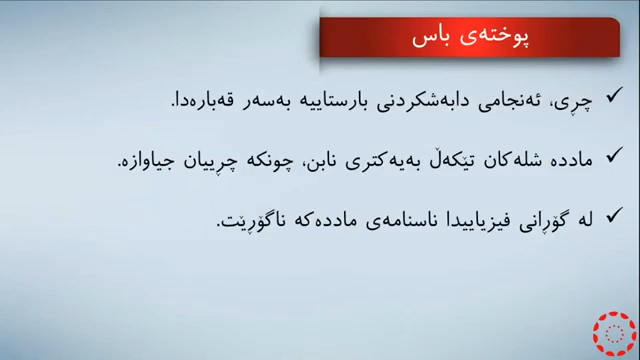 پوختەی باس
چڕی، ئەنجامی دابەشکردنی بارستاییە بەسەر قەبارەدا.
ماددە شلەکان تێکەڵ بەیەکتری نابن، چونکە چڕییان جیاوازە.
لە گۆڕانی فیزیاییدا ناسنامەی ماددەکە ناگۆڕێت.